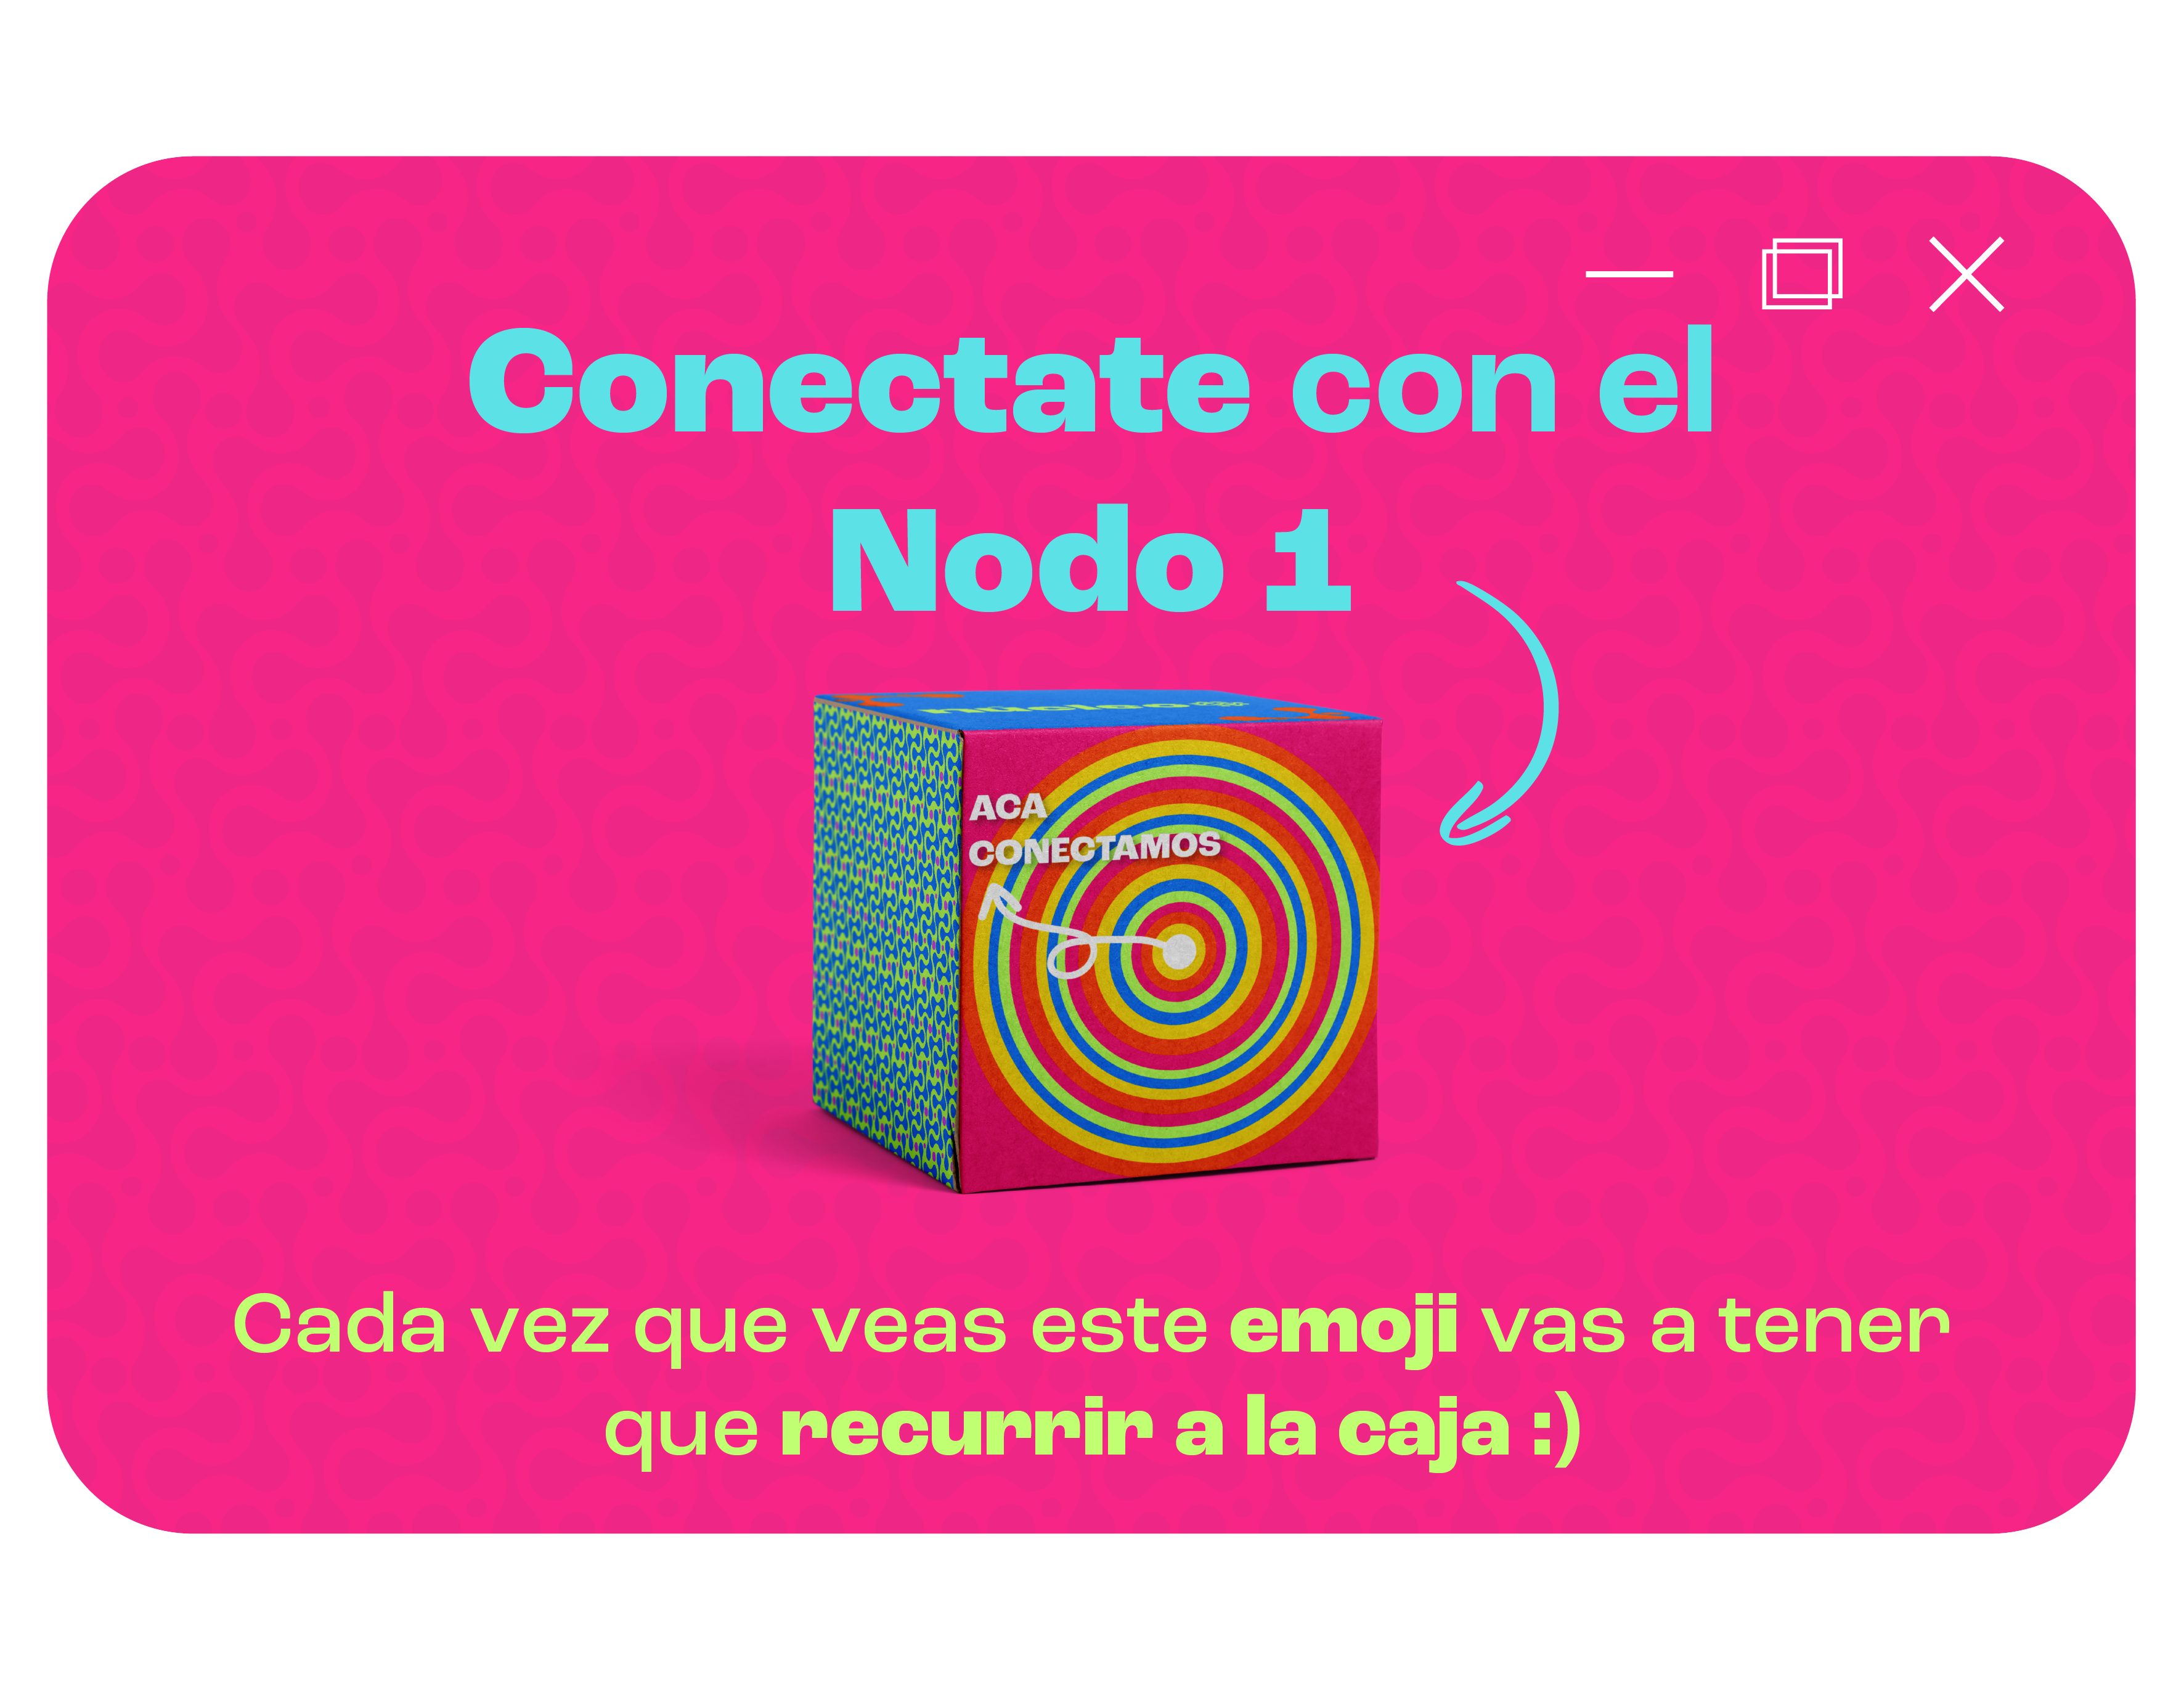 Conectate con el
Nodo 1
núcleo
ACA
CONECTAMOS
Cada vez que veas este emoji vas a tener
que recurrir a la caja :)